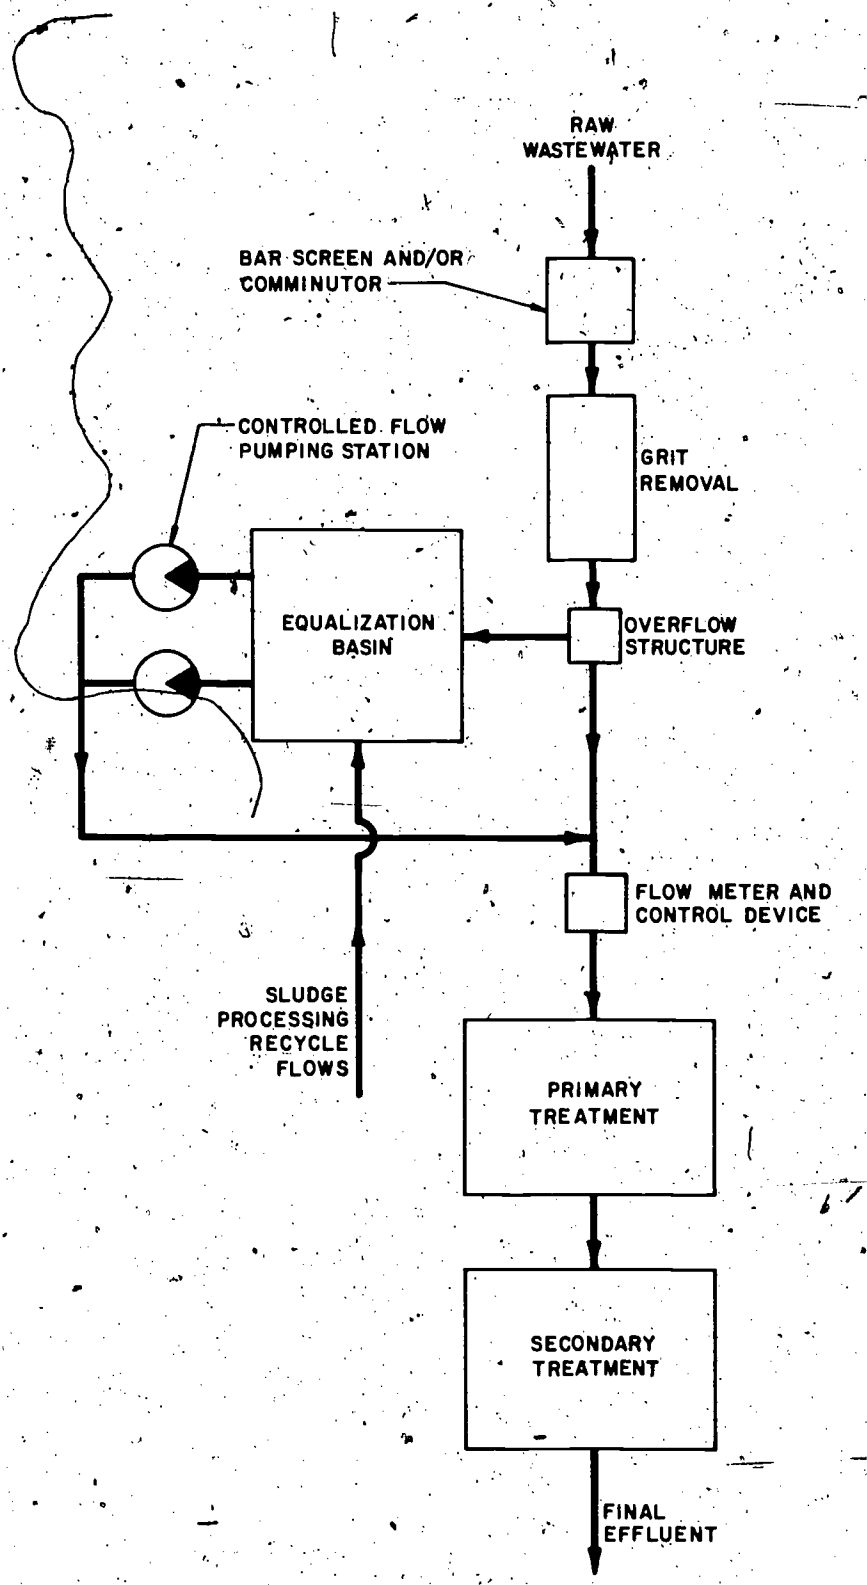 RAW
WASTEWATER
BAR SCREEN AND/OR
COMMINUTOR
CONTROLLED FLOW
PUMPING STATION
GRIT
REMOVAL
EQUALIZATION
BASIN
OVERFLOW
STRUCTURE
FLOW METER AND
CONTROL DEVICE
SLUDGE
PROCESSING
RECYCLE
FLOWS
PRIMARY
TREATMENT
SECONDARY
TREATMENT
FINAL
EFFLUENT